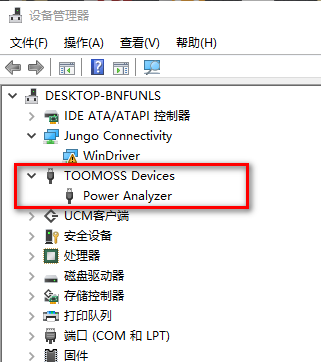 设备管理器
文件(F) 操作(A) 查看(V) 帮助(H)
DESKTOP-BNFUNLS
IDE ATA/ATAPI 控制器
Jungo Connectivity
WinDriver
TOOMOSS Devices
Power Analyzer
UCM客户端
安全设备
处理器
磁盘驱动器
存储控制器
打印队列
端口 (COM 和 LPT)
固件